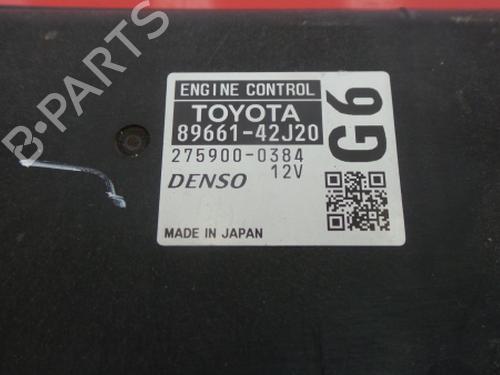 ENGINE CONTROL
TOYOTA
89661-42J20
275900-0384
12V
DENSO
MADE IN JAPAN
G6
B-PARTS